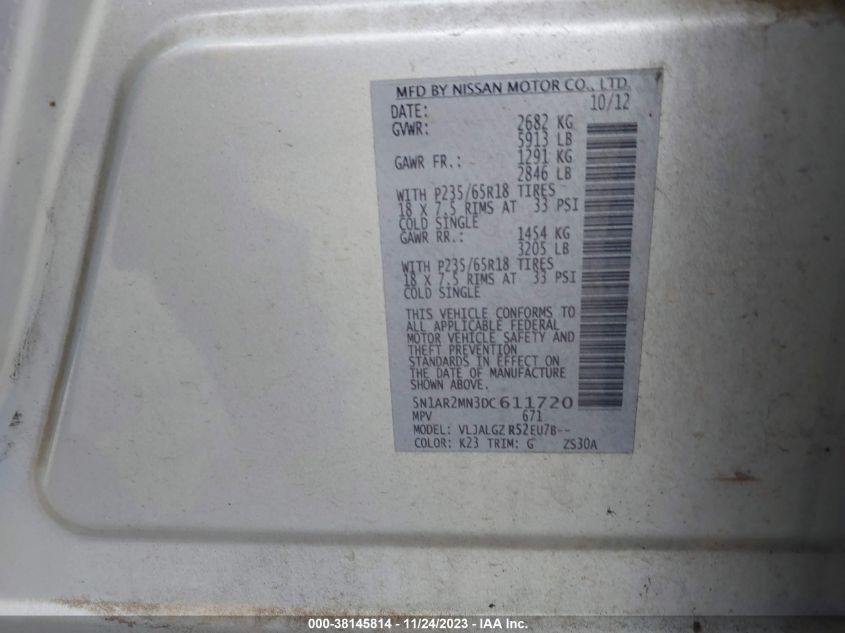 MFD BY NISSAN MOTOR CO., LTD.
DATE: 10/12
GVWR: 2682 KG
5913 LB
GAWR FR.: 1291 KG
2846 LB
WITH P235/65R18 TIRES
18 X 7.5 RIMS AT 33 PSI
COLD SINGLE
GAWR RR.: 1454 KG
3205 LB
WITH P235/65R18 TIRES
18 X 7.5 RIMS AT 33 PSI
COLD SINGLE
THIS VEHICLE CONFORMS TO
ALL APPLICABLE FEDERAL
MOTOR VEHICLE SAFETY AND
THEFT PREVENTION
STANDARDS IN EFFECT ON
THE DATE OF MANUFACTURE
SHOWN ABOVE.
5N1AR2MN3DC611720
MPV 671
MODEL: VLJALGZ R52EU7B--
COLOR: K23 TRIM: G ZS30A
000-38145814 - 11/24/2023 - IAA Inc.